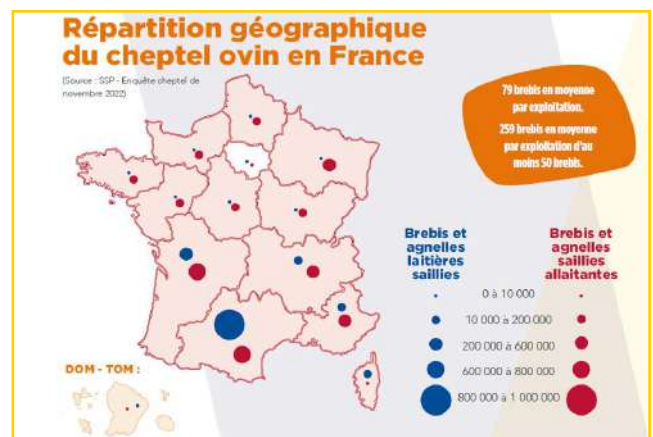 Répartition géographique
du cheptel ovin en France
(Source : SSP - Enquête cheptel de
novembre 2022)
79 brebis en moyenne
par exploitation.
259 brebis en moyenne
par exploitation d'au
moins 50 brebis.
Brebis et
agnelles
laitières
saillies
Brebis et
agnelles
saillies
allaitantes
0 à 10 000
10 000 à 200 000
200 000 à 600 000
600 000 à 800 000
800 000 à 1 000 000
DOM - TOM :